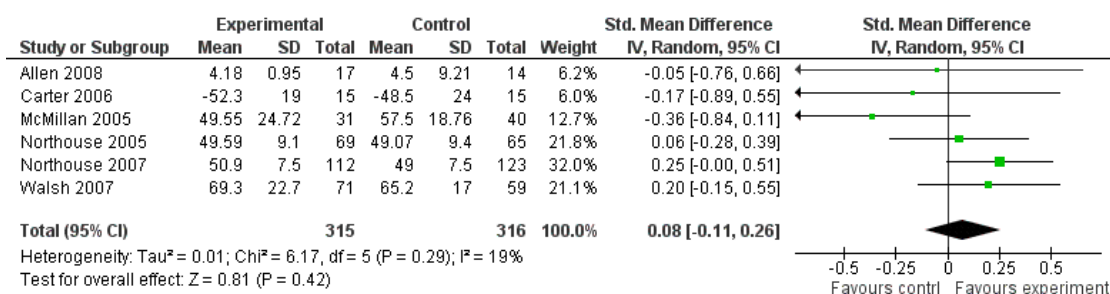 Experimental Control Std. Mean Difference Std. Mean Difference
Study or Subgroup Mean SD Total Mean SD Total Weight IV, Random, 95% CI IV, Random, 95% CI
Allen 2008 4.18 0.95 17 4.5 9.21 14 6.2% -0.05 [-0.76, 0.66]
Carter 2006 -52.3 19 15 -48.5 24 15 6.0% -0.17 [-0.89, 0.55]
McMillan 2005 49.55 24.72 31 57.5 18.76 40 12.7% -0.36 [-0.84, 0.11]
Northouse 2005 49.59 9.1 69 49.07 9.4 65 21.8% 0.06 [-0.28, 0.39]
Northouse 2007 50.9 7.5 112 49 7.5 123 32.0% 0.25 [-0.00, 0.51]
Walsh 2007 69.3 22.7 71 65.2 17 59 21.1% 0.20 [-0.15, 0.55]
Total (95% CI) 315 316 100.0% 0.08 [-0.11, 0.26]
Heterogeneity: Tau² = 0.01; Chi² = 6.17, df = 5 (P = 0.29); I² = 19%
Test for overall effect: Z = 0.81 (P = 0.42)
-0.5 -0.25 0 0.25 0.5
Favours contrl Favours experiment